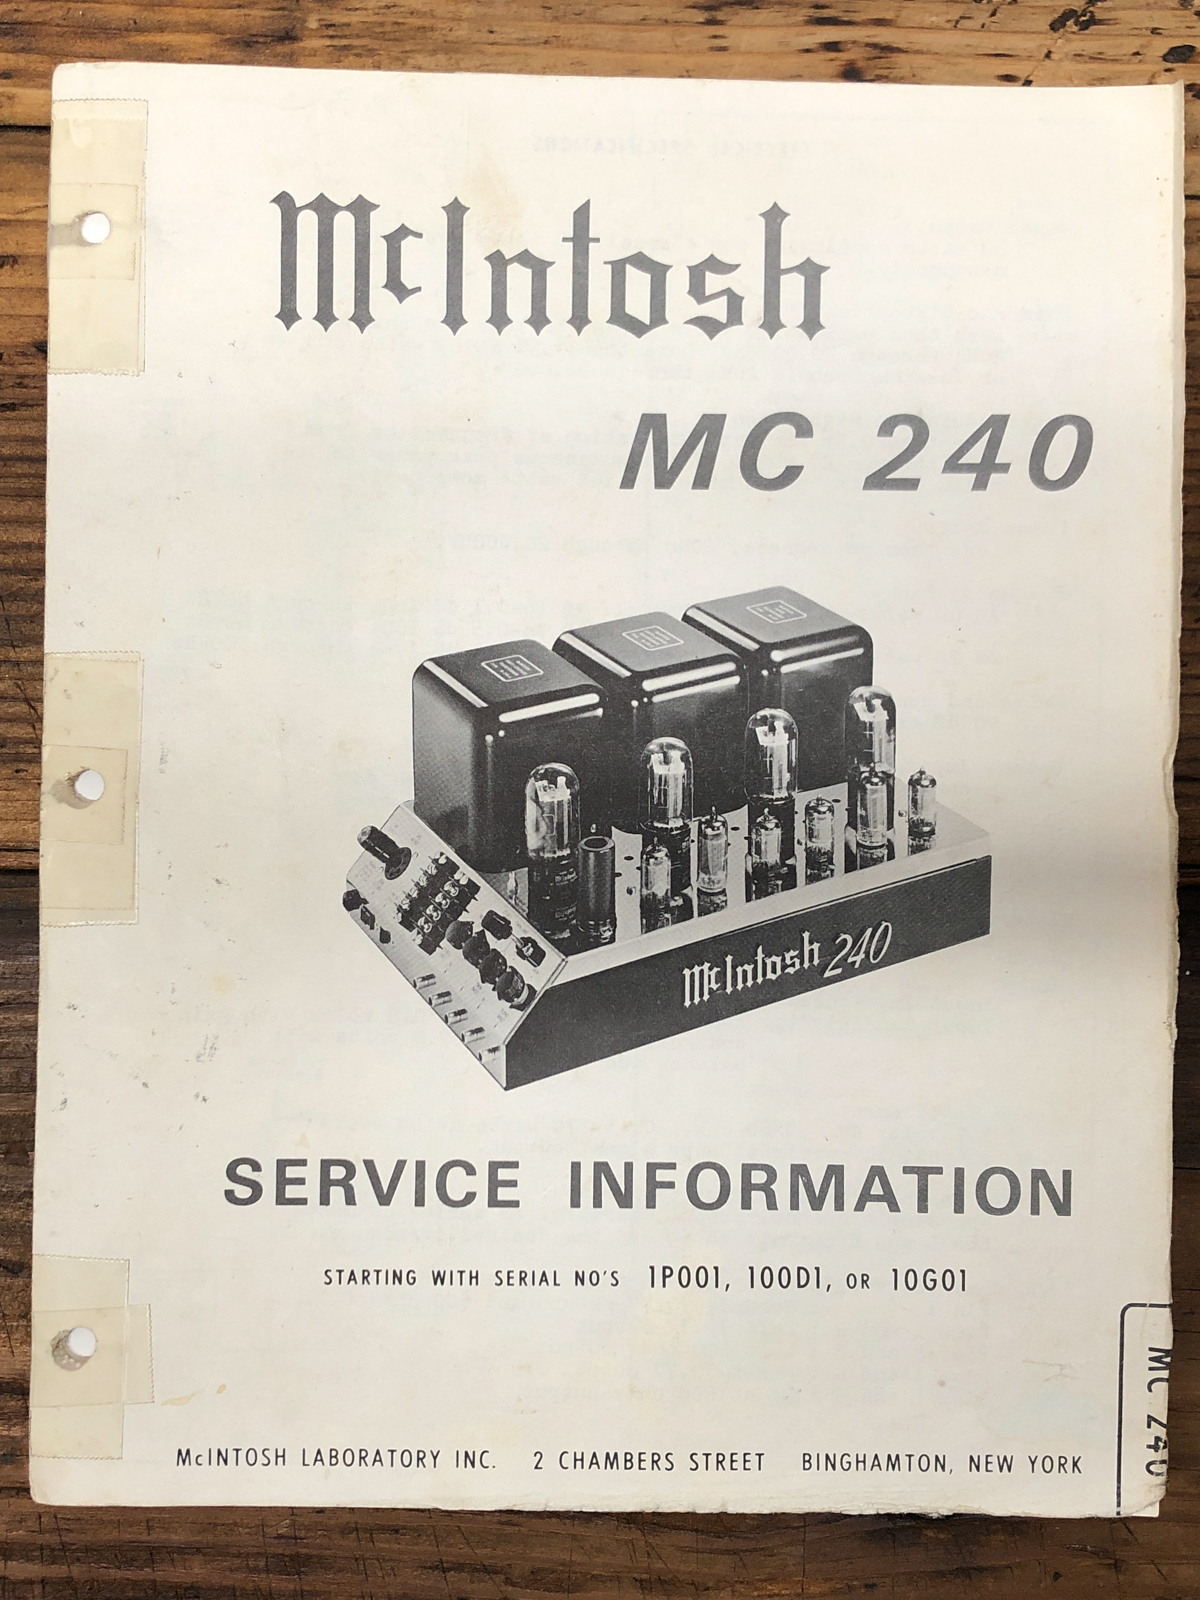 McIntosh
MC 240
McIntosh 240
SERVICE INFORMATION
STARTING WITH SERIAL NO'S 1P001, 100D1, OR 10G01
MC 240
McINTOSH LABORATORY INC. 2 CHAMBERS STREET BINGHAMTON, NEW YORK